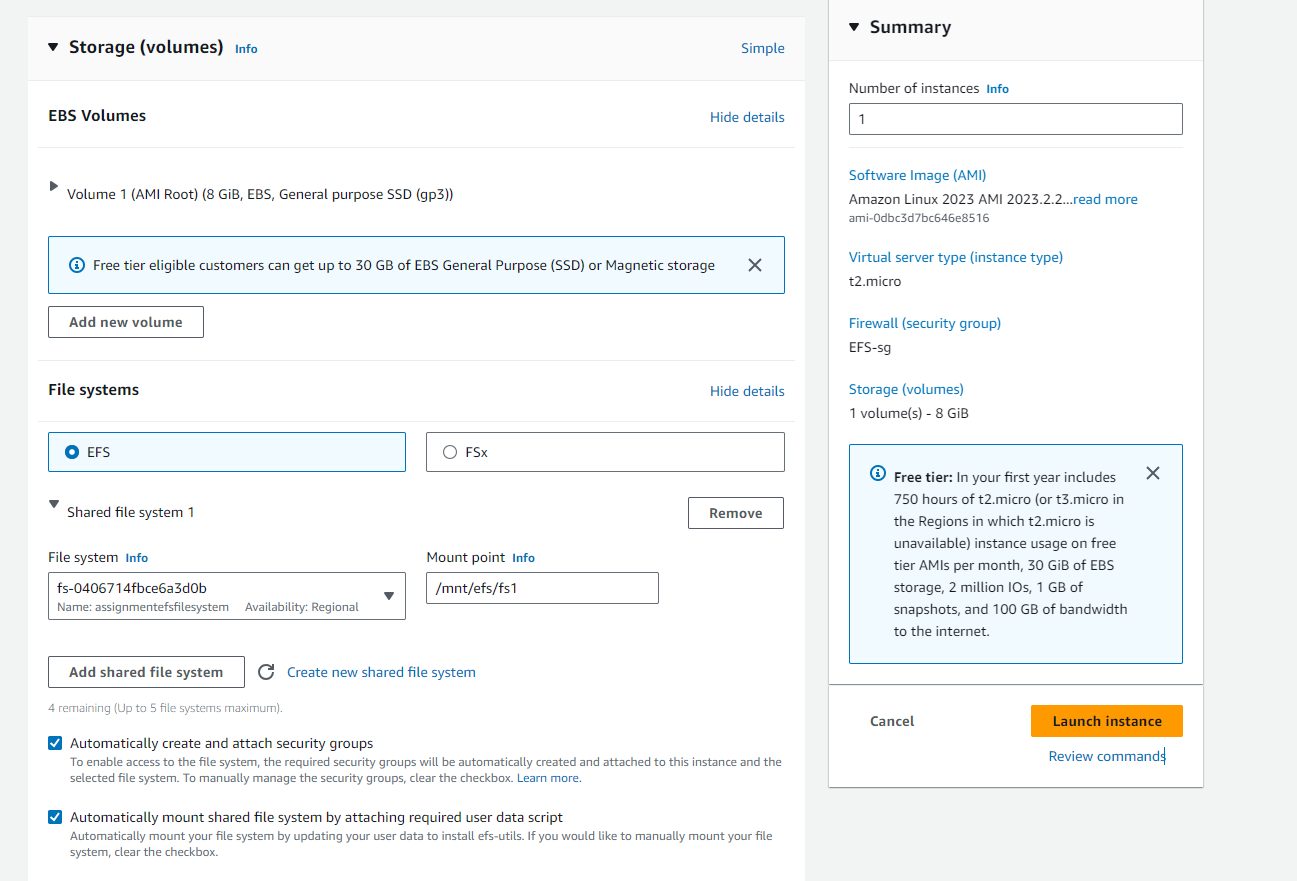 Storage (volumes) Info Simple
EBS Volumes Hide details
Volume 1 (AMI Root) (8 GiB, EBS, General purpose SSD (gp3))
Free tier eligible customers can get up to 30 GB of EBS General Purpose (SSD) or Magnetic storage
Add new volume
File systems Hide details
EFS FSx
Shared file system 1 Remove
File system Info Mount point Info
fs-0406714fbce6a3d0b /mnt/efs/fs1
Name: assignmentefsfilesystem Availability: Regional
Add shared file system Create new shared file system
4 remaining (Up to 5 file systems maximum).
Automatically create and attach security groups
To enable access to the file system, the required security groups will be automatically created and attached to this instance and the
selected file system. To manually manage the security groups, clear the checkbox. Learn more.
Automatically mount shared file system by attaching required user data script
Automatically mount your file system by updating your user data to install efs-utils. If you would like to manually mount your file
system, clear the checkbox.
Summary
Number of instances Info
1
Software Image (AMI)
Amazon Linux 2023 AMI 2023.2.2...read more
ami-0dbc3d7bc646e8516
Virtual server type (instance type)
t2.micro
Firewall (security group)
EFS-sg
Storage (volumes)
1 volume(s) - 8 GiB
Free tier: In your first year includes
750 hours of t2.micro (or t3.micro in
the Regions in which t2.micro is
unavailable) instance usage on free
tier AMIs per month, 30 GiB of EBS
storage, 2 million IOs, 1 GB of
snapshots, and 100 GB of bandwidth
to the internet.
Cancel Launch instance
Review commands